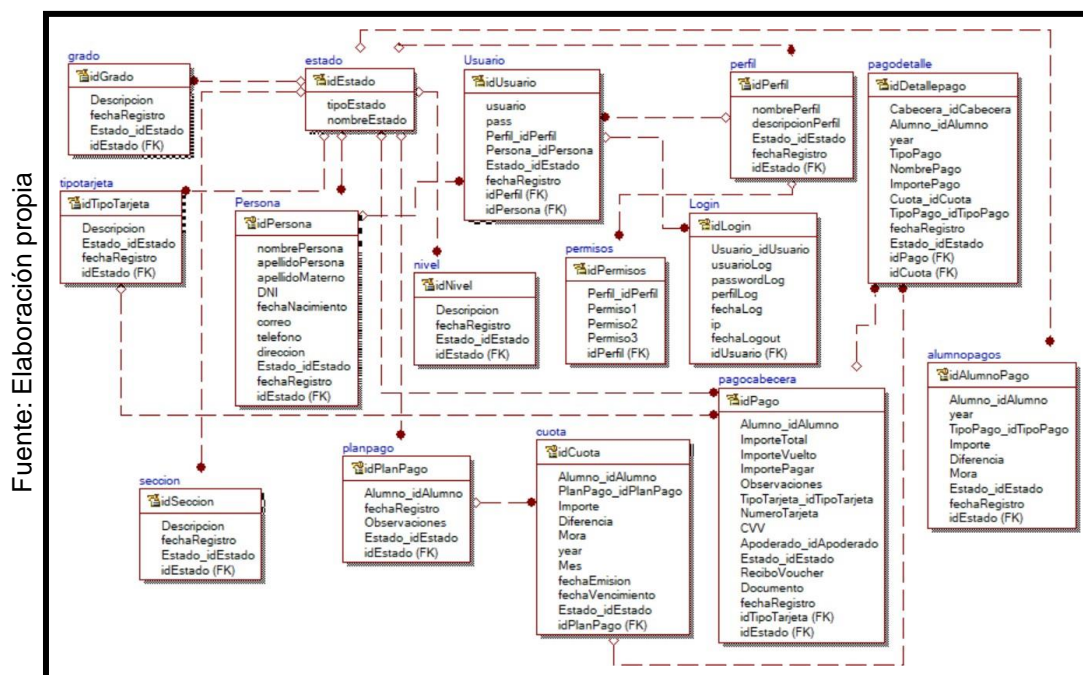 Fuente: Elaboración propia
grado
idGrado
Descripcion
fechaRegistro
Estado_idEstado
idEstado (FK)
estado
idEstado
tipoEstado
nombreEstado
Usuario
idUsuario
usuario
pass
Perfil_idPerfil
Persona_idPersona
Estado_idEstado
fechaRegistro
idPerfil (FK)
idPersona (FK)
perfil
idPerfil
nombrePerfil
descripcionPerfil
Estado_idEstado
fechaRegistro
idEstado (FK)
pagodetalle
idDetallepago
Cabecera_idCabecera
Alumno_idAlumno
year
TipoPago
NombrePago
ImportePago
Cuota_idCuota
TipoPago_idTipoPago
fechaRegistro
Estado_idEstado
idPago (FK)
idCuota (FK)
tipotarjeta
idTipoTarjeta
Descripcion
Estado_idEstado
fechaRegistro
idEstado (FK)
Persona
idPersona
nombrePersona
apellidoPersona
apellidoMaterno
DNI
fechaNacimiento
correo
telefono
direccion
Estado_idEstado
fechaRegistro
idEstado (FK)
nivel
idNivel
Descripcion
fechaRegistro
Estado_idEstado
idEstado (FK)
permisos
idPermisos
Perfil_idPerfil
Permiso1
Permiso2
Permiso3
idPerfil (FK)
Login
idLogin
Usuario_idUsuario
usuarioLog
passwordLog
perfilLog
fechaLog
ip
fechaLogout
idUsuario (FK)
alumnopagos
idAlumnoPago
Alumno_idAlumno
year
TipoPago_idTipoPago
Importe
Diferencia
Mora
Estado_idEstado
fechaRegistro
idEstado (FK)
seccion
idSeccion
Descripcion
fechaRegistro
Estado_idEstado
idEstado (FK)
planpago
idPlanPago
Alumno_idAlumno
fechaRegistro
Observaciones
Estado_idEstado
idEstado (FK)
cuota
idCuota
Alumno_idAlumno
PlanPago_idPlanPago
Importe
Diferencia
Mora
year
Mes
fechaEmision
fechaVencimiento
Estado_idEstado
idPlanPago (FK)
pagocabecera
idPago
Alumno_idAlumno
ImporteTotal
ImporteVuelto
ImportePagar
Observaciones
TipoTarjeta_idTipoTarjeta
NumeroTarjeta
CVV
Apoderado_idApoderado
Estado_idEstado
ReciboVoucher
Documento
fechaRegistro
idTipoTarjeta (FK)
idEstado (FK)